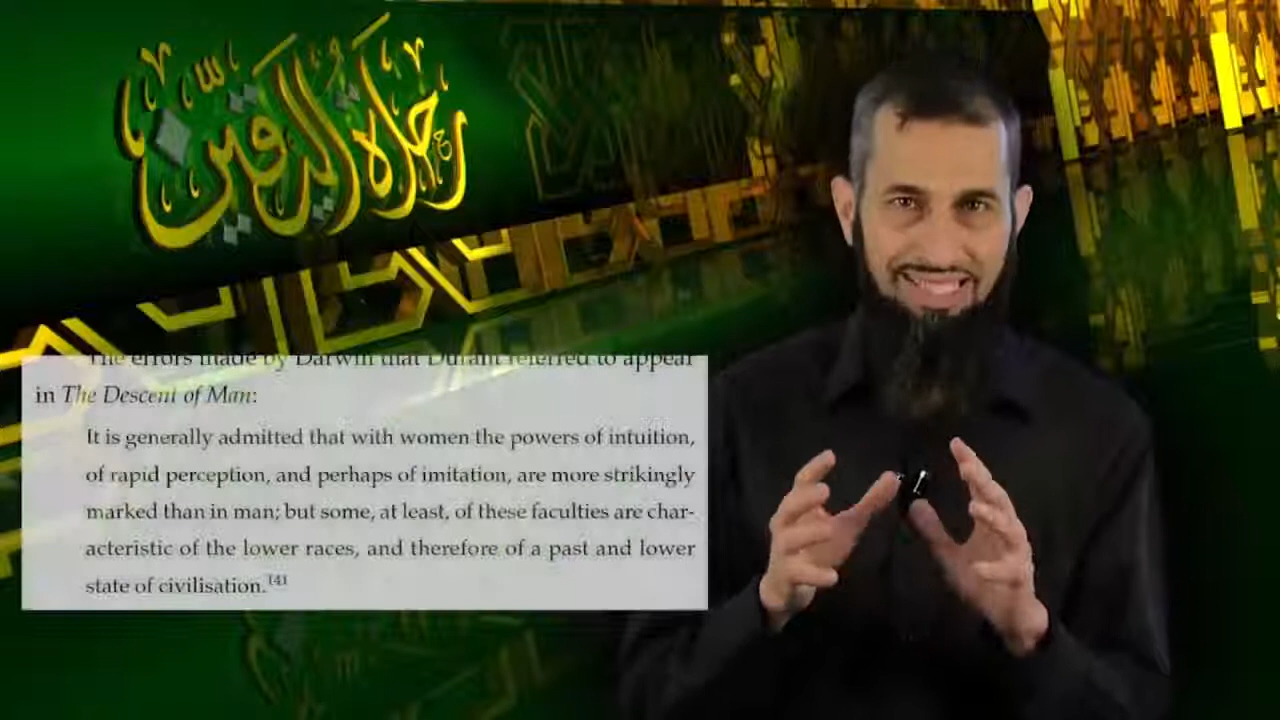 رحلة اليقين
The errors made by Darwin that Durant referred to appear
in The Descent of Man:
It is generally admitted that with women the powers of intuition,
of rapid perception, and perhaps of imitation, are more strikingly
marked than in man; but some, at least, of these faculties are char-
acteristic of the lower races, and therefore of a past and lower
state of civilisation.[4]